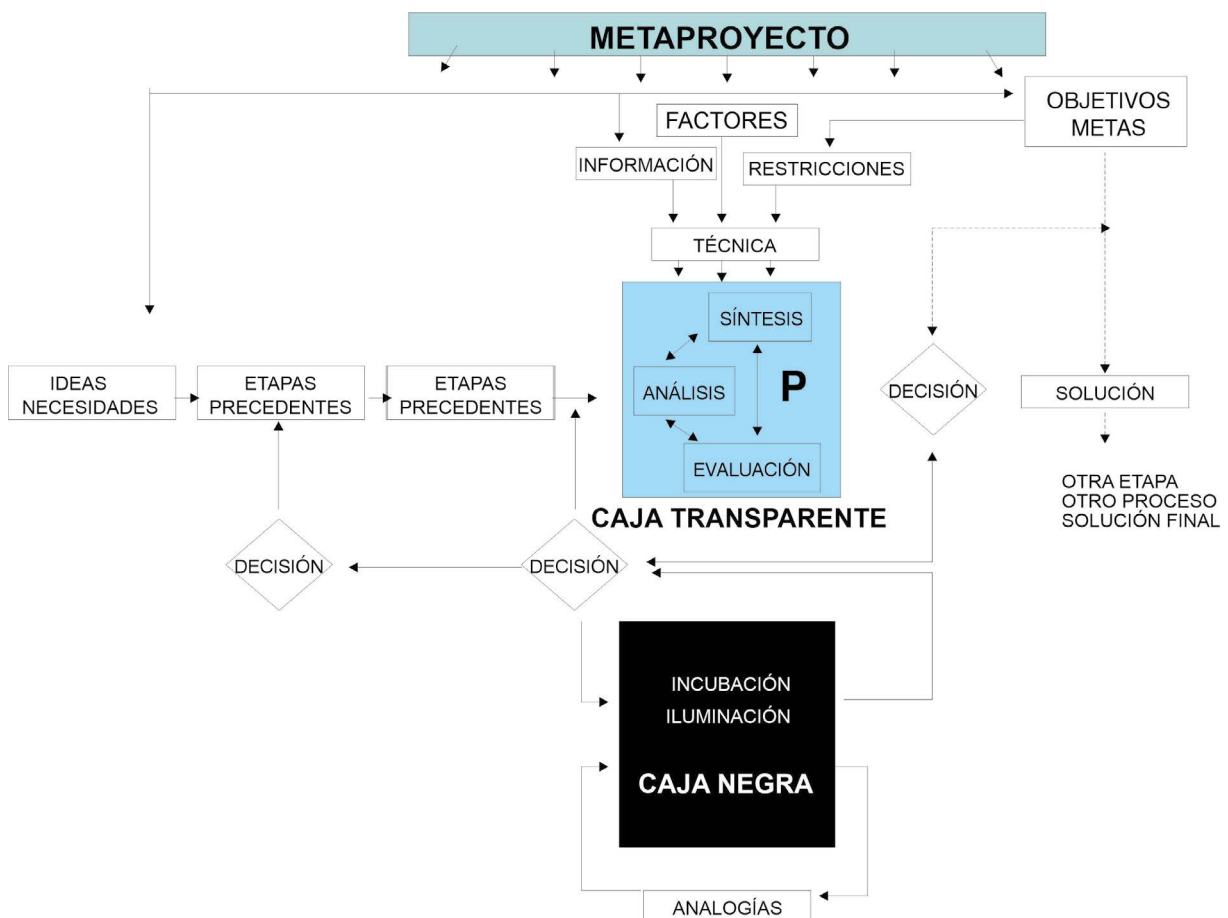 METAPROYECTO
OBJETIVOS
METAS
FACTORES
INFORMACIÓN
RESTRICCIONES
TÉCNICA
SÍNTESIS
ANÁLISIS
P
EVALUACIÓN
CAJA TRANSPARENTE
IDEAS
NECESIDADES
ETAPAS
PRECEDENTES
ETAPAS
PRECEDENTES
DECISIÓN
SOLUCIÓN
OTRA ETAPA
OTRO PROCESO
SOLUCIÓN FINAL
DECISIÓN
DECISIÓN
INCUBACIÓN
ILUMINACIÓN
CAJA NEGRA
ANALOGÍAS